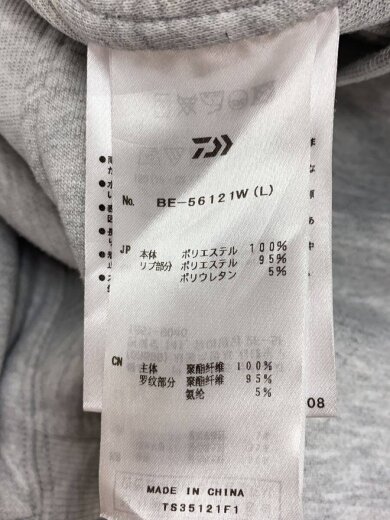 No. BE-56121W(L)
JP 本体 ポリエステル 100%
リブ部分 ポリエステル 95%
ポリウレタン 5%
CN 主体 聚酯纤维 100%
罗纹部分 聚酯纤维 95%
氨纶 5%
08
MADE IN CHINA
TS35121F1